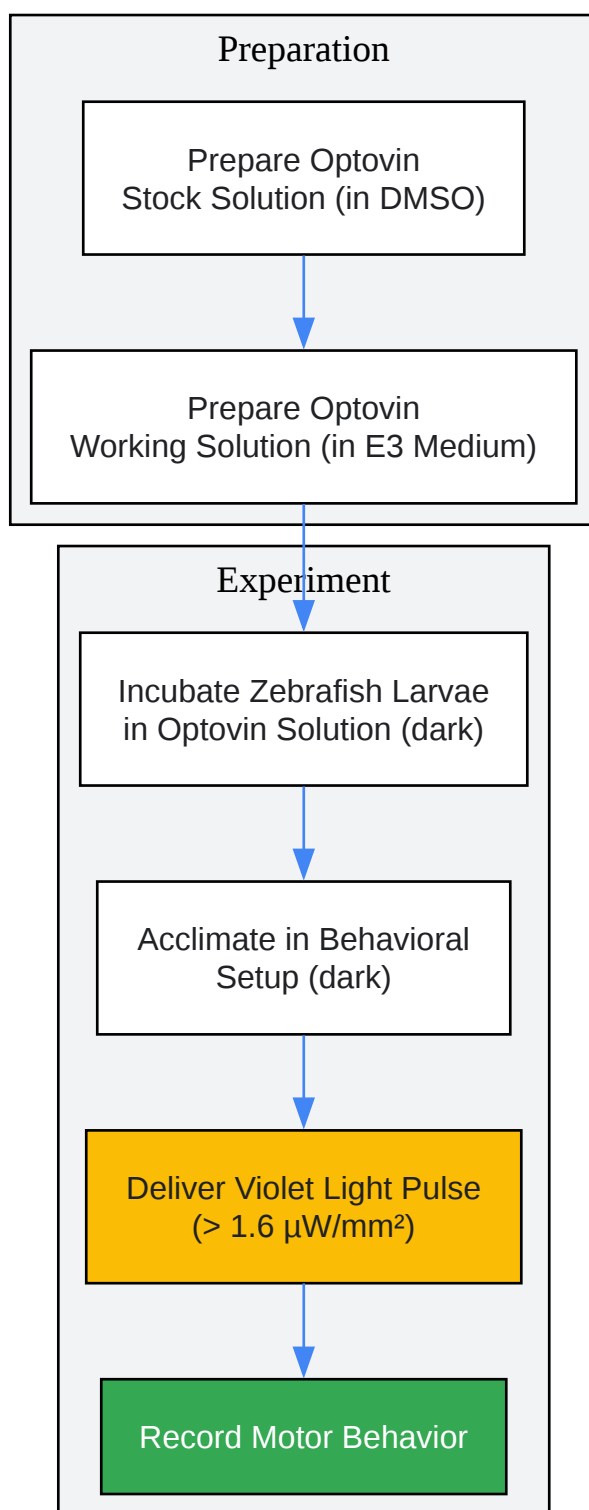 Preparation
Prepare Optovin
Stock Solution (in DMSO)
Prepare Optovin
Working Solution (in E3 Medium)
Experiment
Incubate Zebrafish Larvae
in Optovin Solution (dark)
Acclimate in Behavioral
Setup (dark)
Deliver Violet Light Pulse
(> 1.6 µW/mm²)
Record Motor Behavior